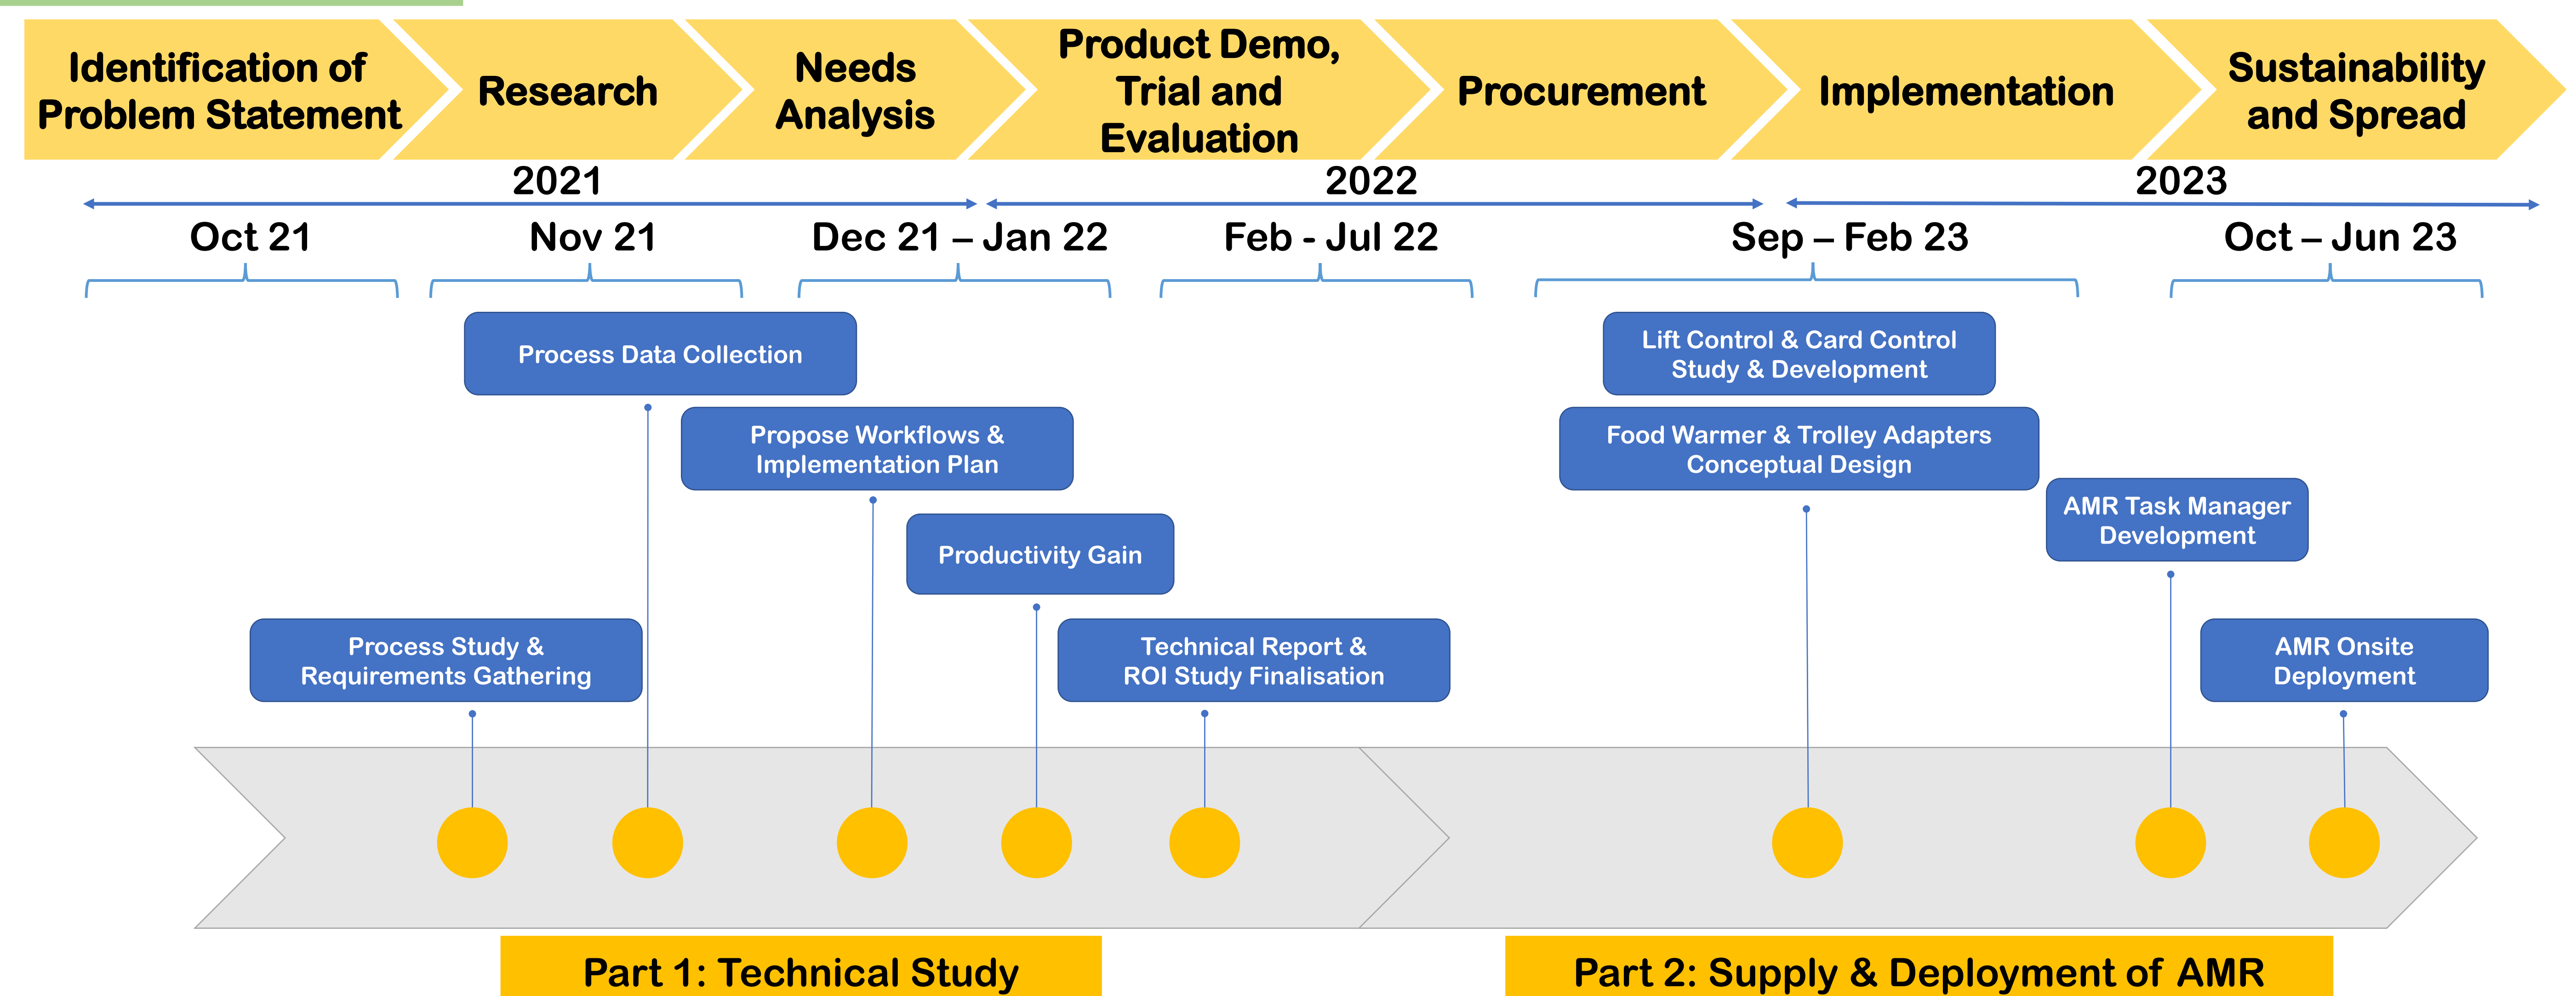 Identification of
Problem Statement
Research
Needs
Analysis
Product Demo,
Trial and
Evaluation
Procurement
Implementation
Sustainability
and Spread
2021
2022
2023
Oct 21
Nov 21
Dec 21 – Jan 22
Feb - Jul 22
Sep – Feb 23
Oct – Jun 23
Process Data Collection
Lift Control & Card Control
Study & Development
Propose Workflows &
Implementation Plan
Food Warmer & Trolley Adapters
Conceptual Design
AMR Task Manager
Development
Productivity Gain
Process Study &
Requirements Gathering
Technical Report &
ROI Study Finalisation
AMR Onsite
Deployment
Part 1: Technical Study
Part 2: Supply & Deployment of AMR